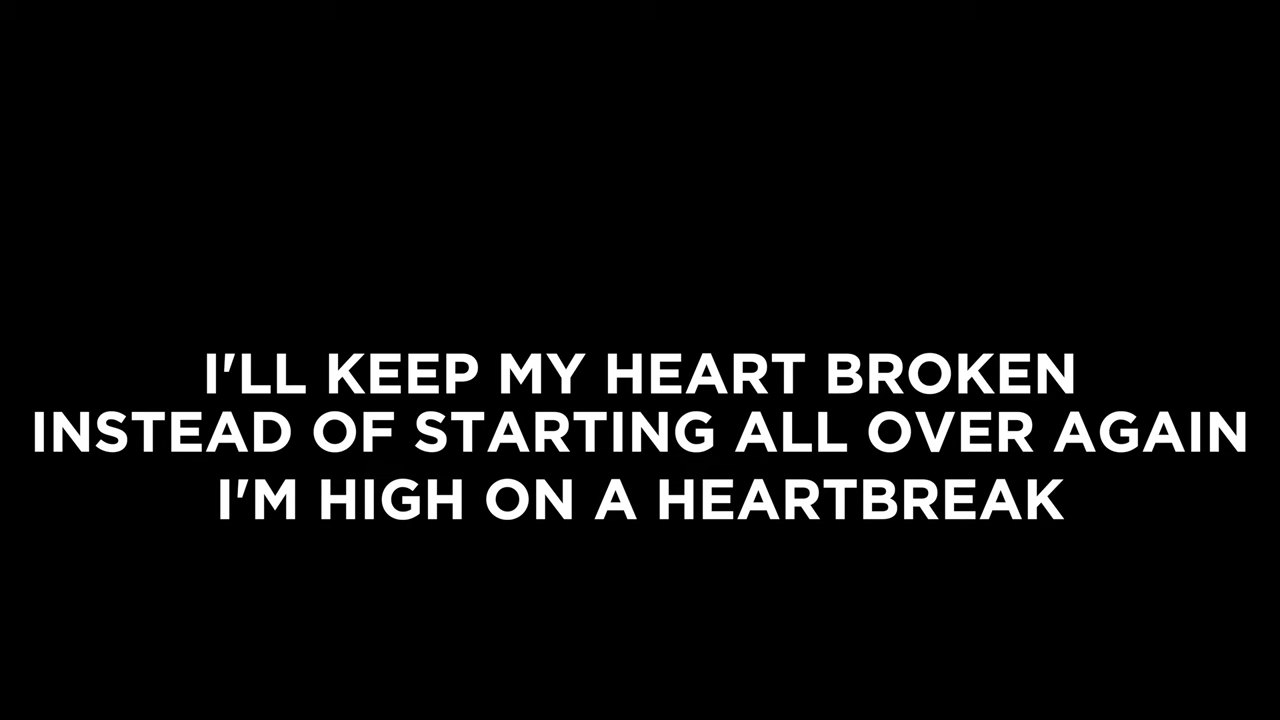 I'LL KEEP MY HEART BROKEN
INSTEAD OF STARTING ALL OVER AGAIN
I'M HIGH ON A HEARTBREAK